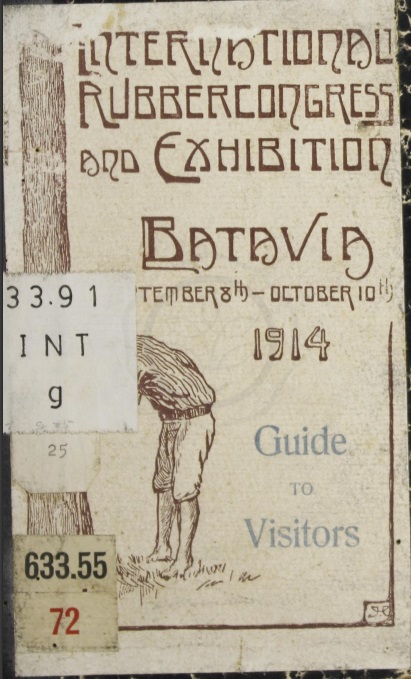 INTERNATIONAL
RUBBERCONGRESS
AND EXHIBITION
BATAVIA
TEMBER 8th – OCTOBER 10th
1914
33.91
INT
g
25
Guide
TO
Visitors
633.55
72